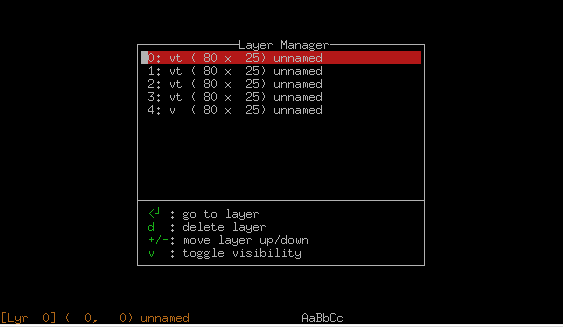 Layer Manager
0: vt ( 80 x  25) unnamed
1: vt ( 80 x  25) unnamed
2: vt ( 80 x  25) unnamed
3: vt ( 80 x  25) unnamed
4: v  ( 80 x  25) unnamed
<┘ : go to layer
d  : delete layer
+/-: move layer up/down
v  : toggle visibility
[Lyr  0] (  0,   0) unnamed                AaBbCc